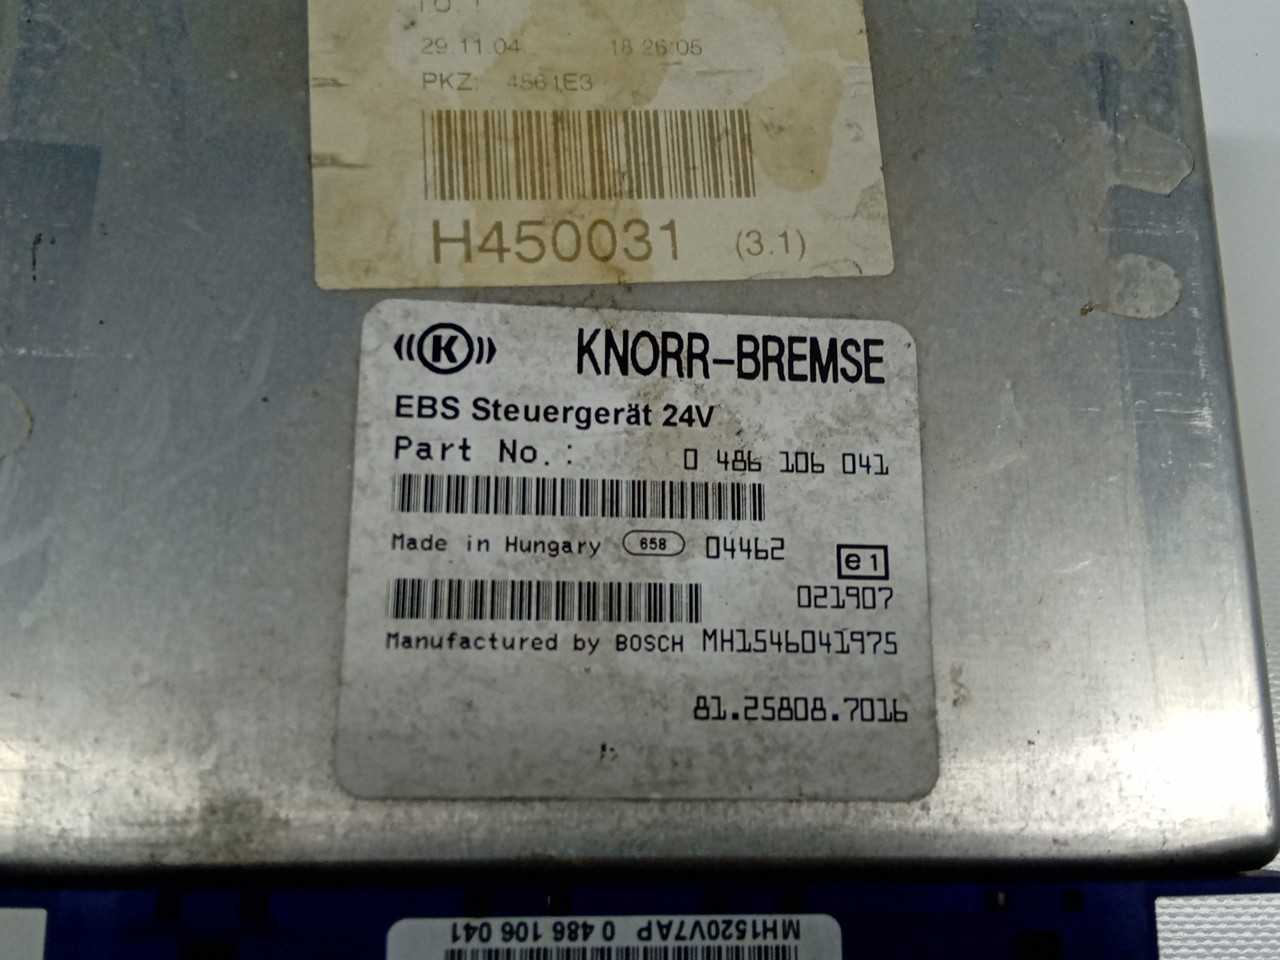 29.11.04 18:26:05
PKZ: 4561E3
H450031 (3.1)
K KNORR-BREMSE
EBS Steuergerät 24V
Part No.: 0 486 106 041
Made in Hungary 658 04462 e1
021907
Manufactured by BOSCH MH1546041975
81.25808.7016
MH1520V7AP 0 486 106 041